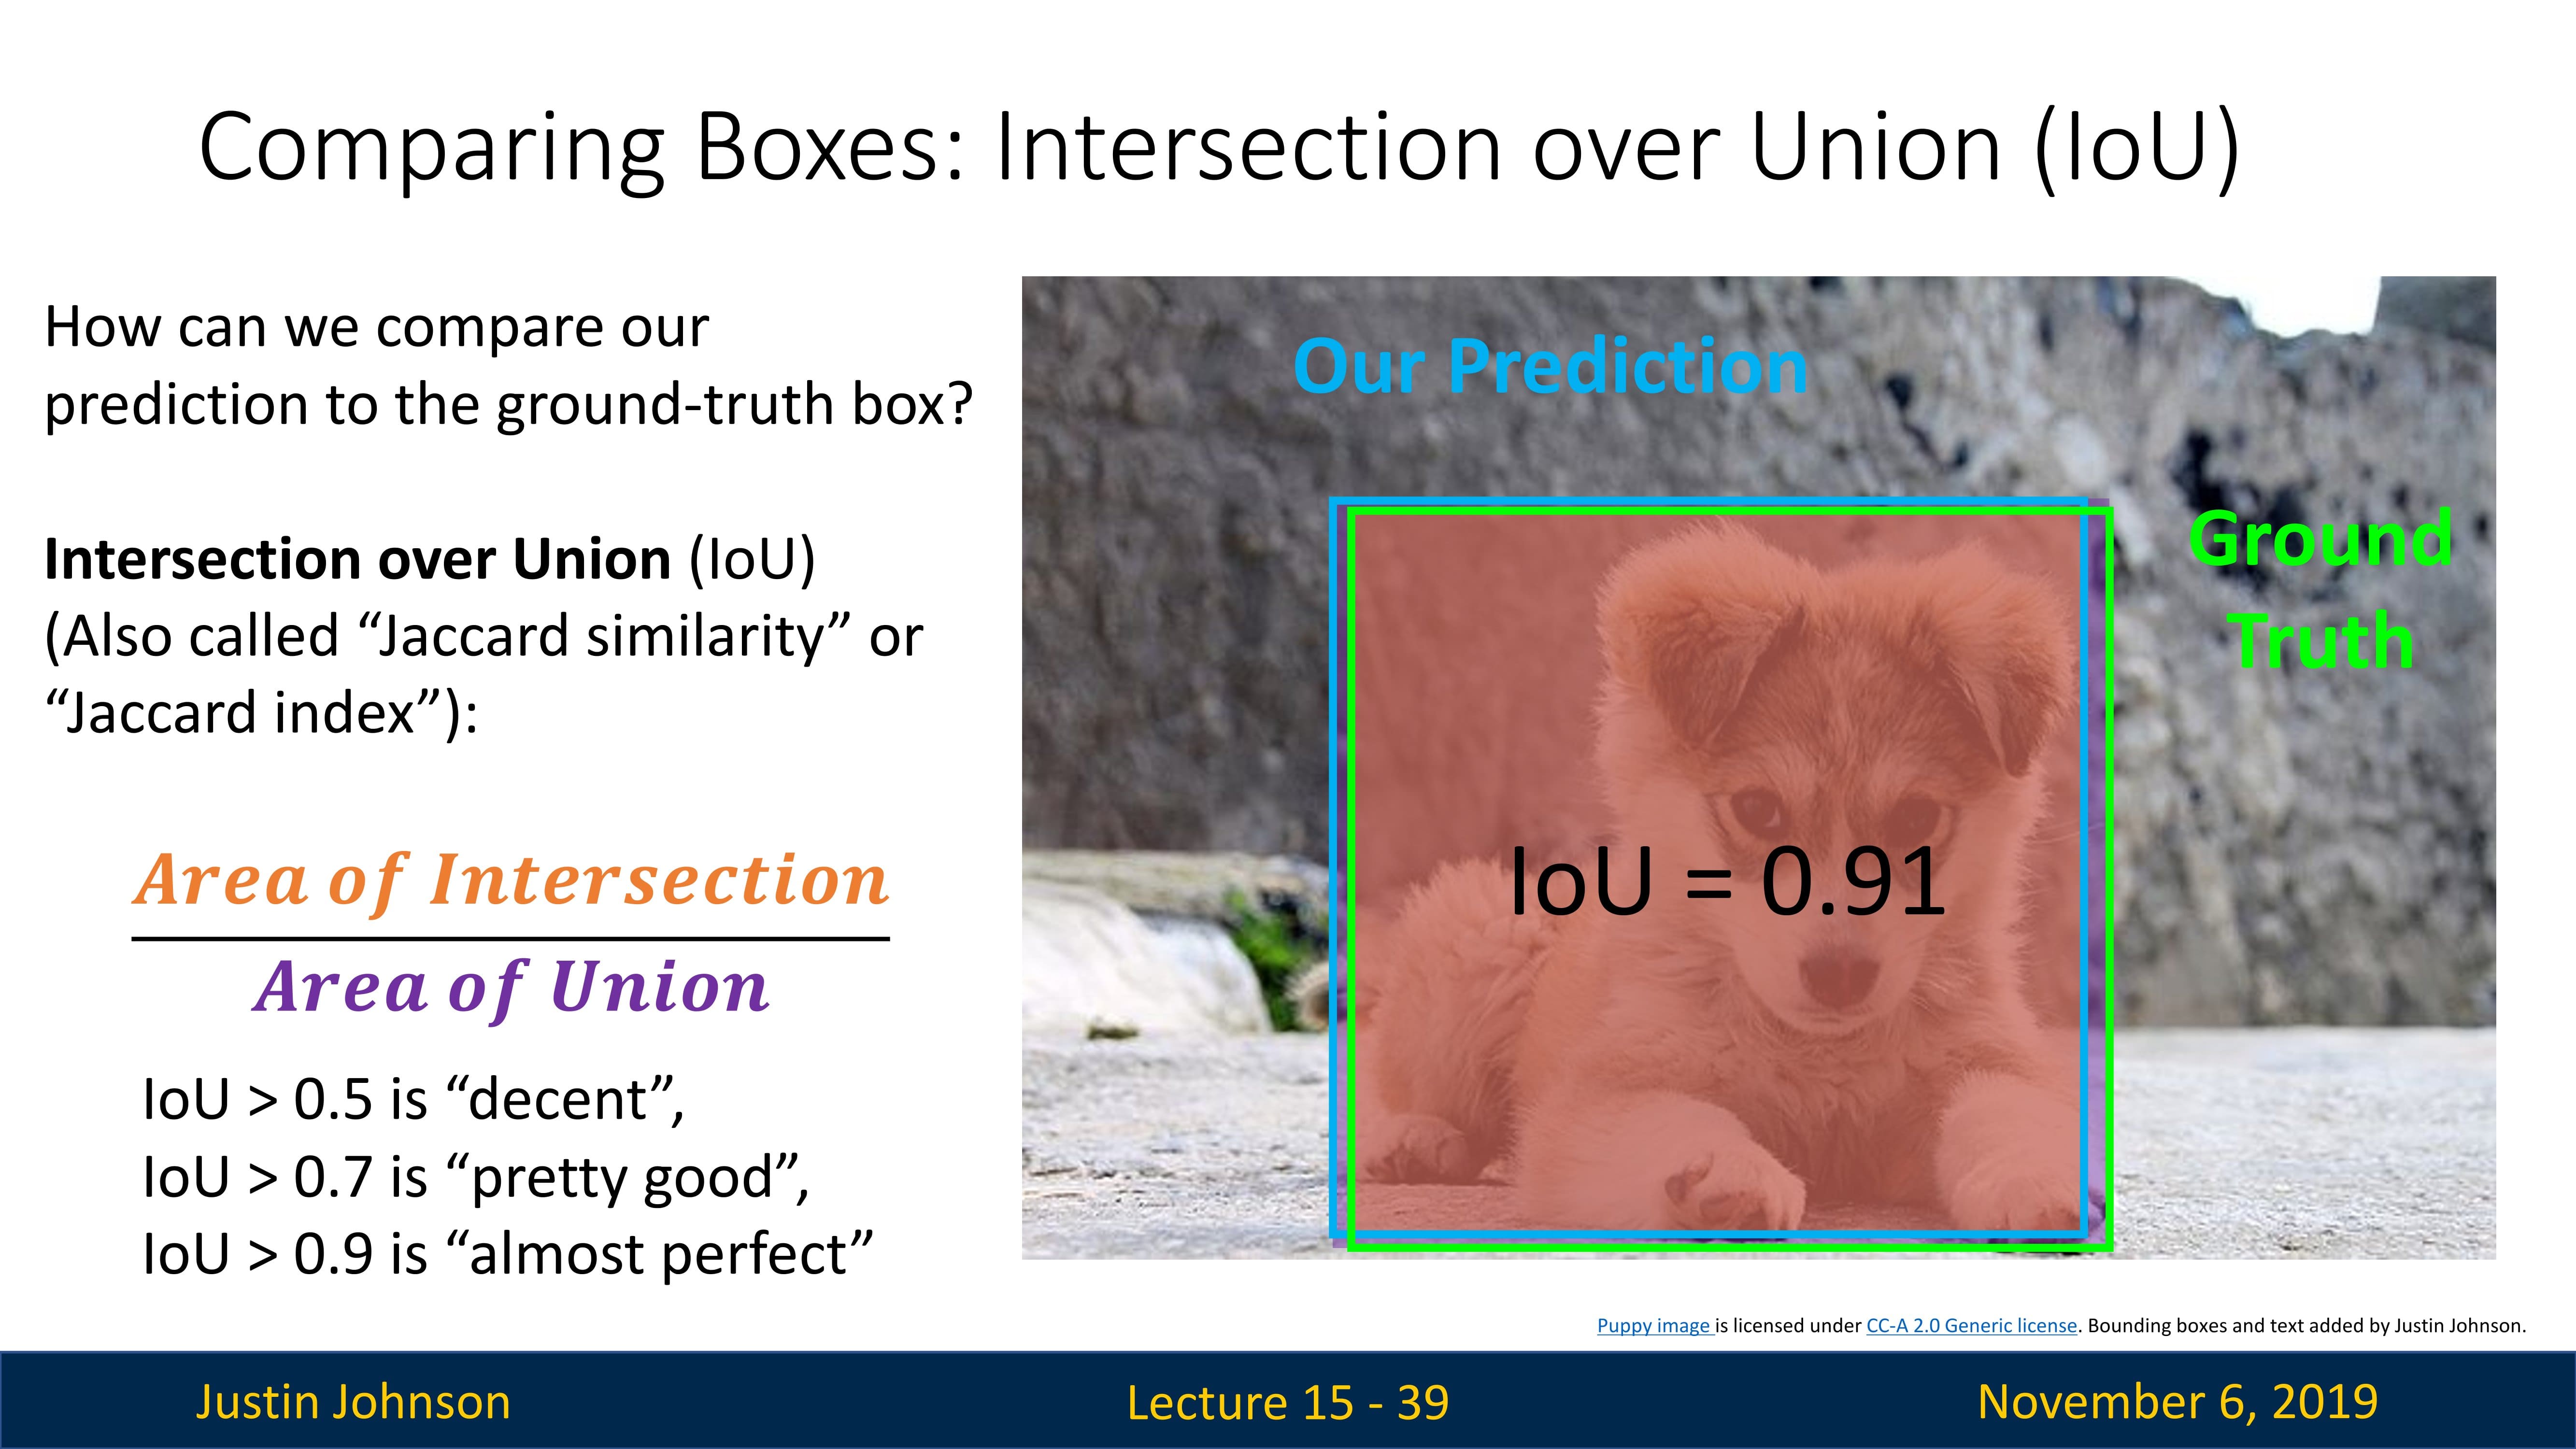 Comparing Boxes: Intersection over Union (IoU)
How can we compare our
prediction to the ground-truth box?
Intersection over Union (IoU)
(Also called “Jaccard similarity” or
“Jaccard index”):
Area of Intersection
Area of Union
IoU > 0.5 is “decent”,
IoU > 0.7 is “pretty good”,
IoU > 0.9 is “almost perfect”
Our Prediction
Ground
Truth
IoU = 0.91
Puppy image is licensed under CC-A 2.0 Generic license. Bounding boxes and text added by Justin Johnson.
Justin Johnson
Lecture 15 - 39
November 6, 2019